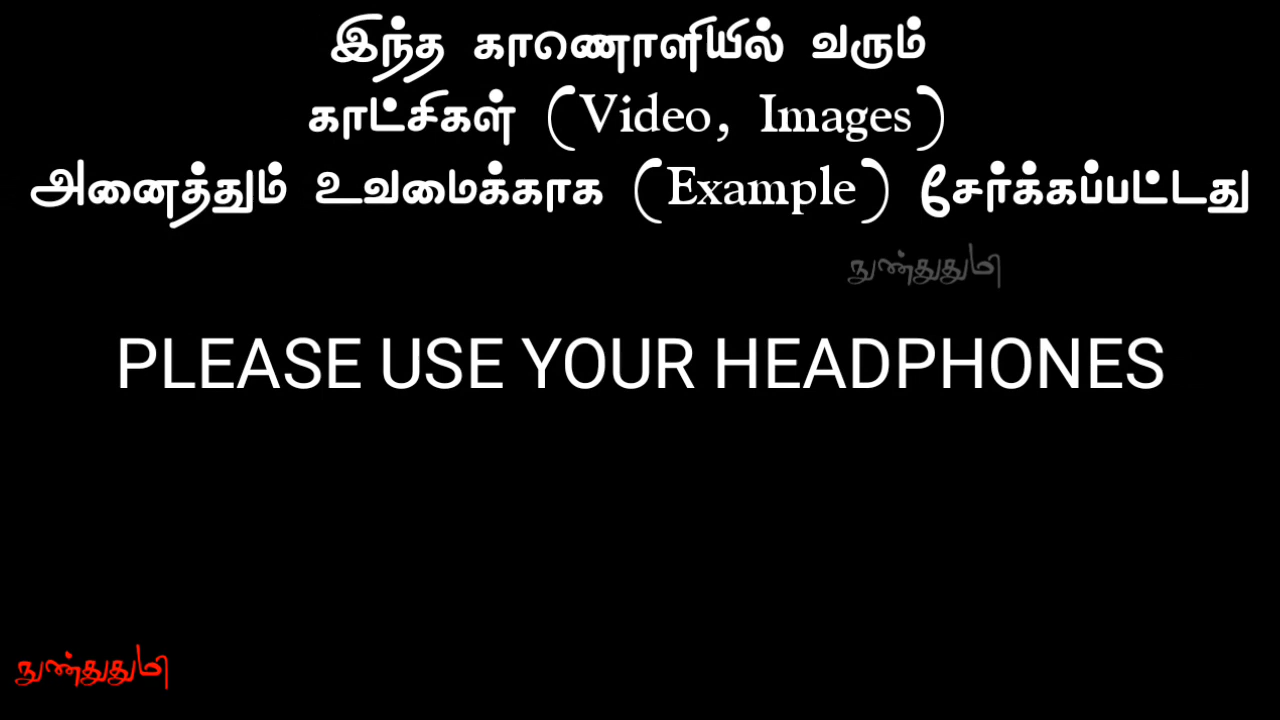 இந்த காணொளியில் வரும்
காட்சிகள் (Video, Images)
அனைத்தும் உவமைக்காக (Example) சேர்க்கப்பட்டது
நுண்துதுமி
PLEASE USE YOUR HEADPHONES
நுண்துதுமி